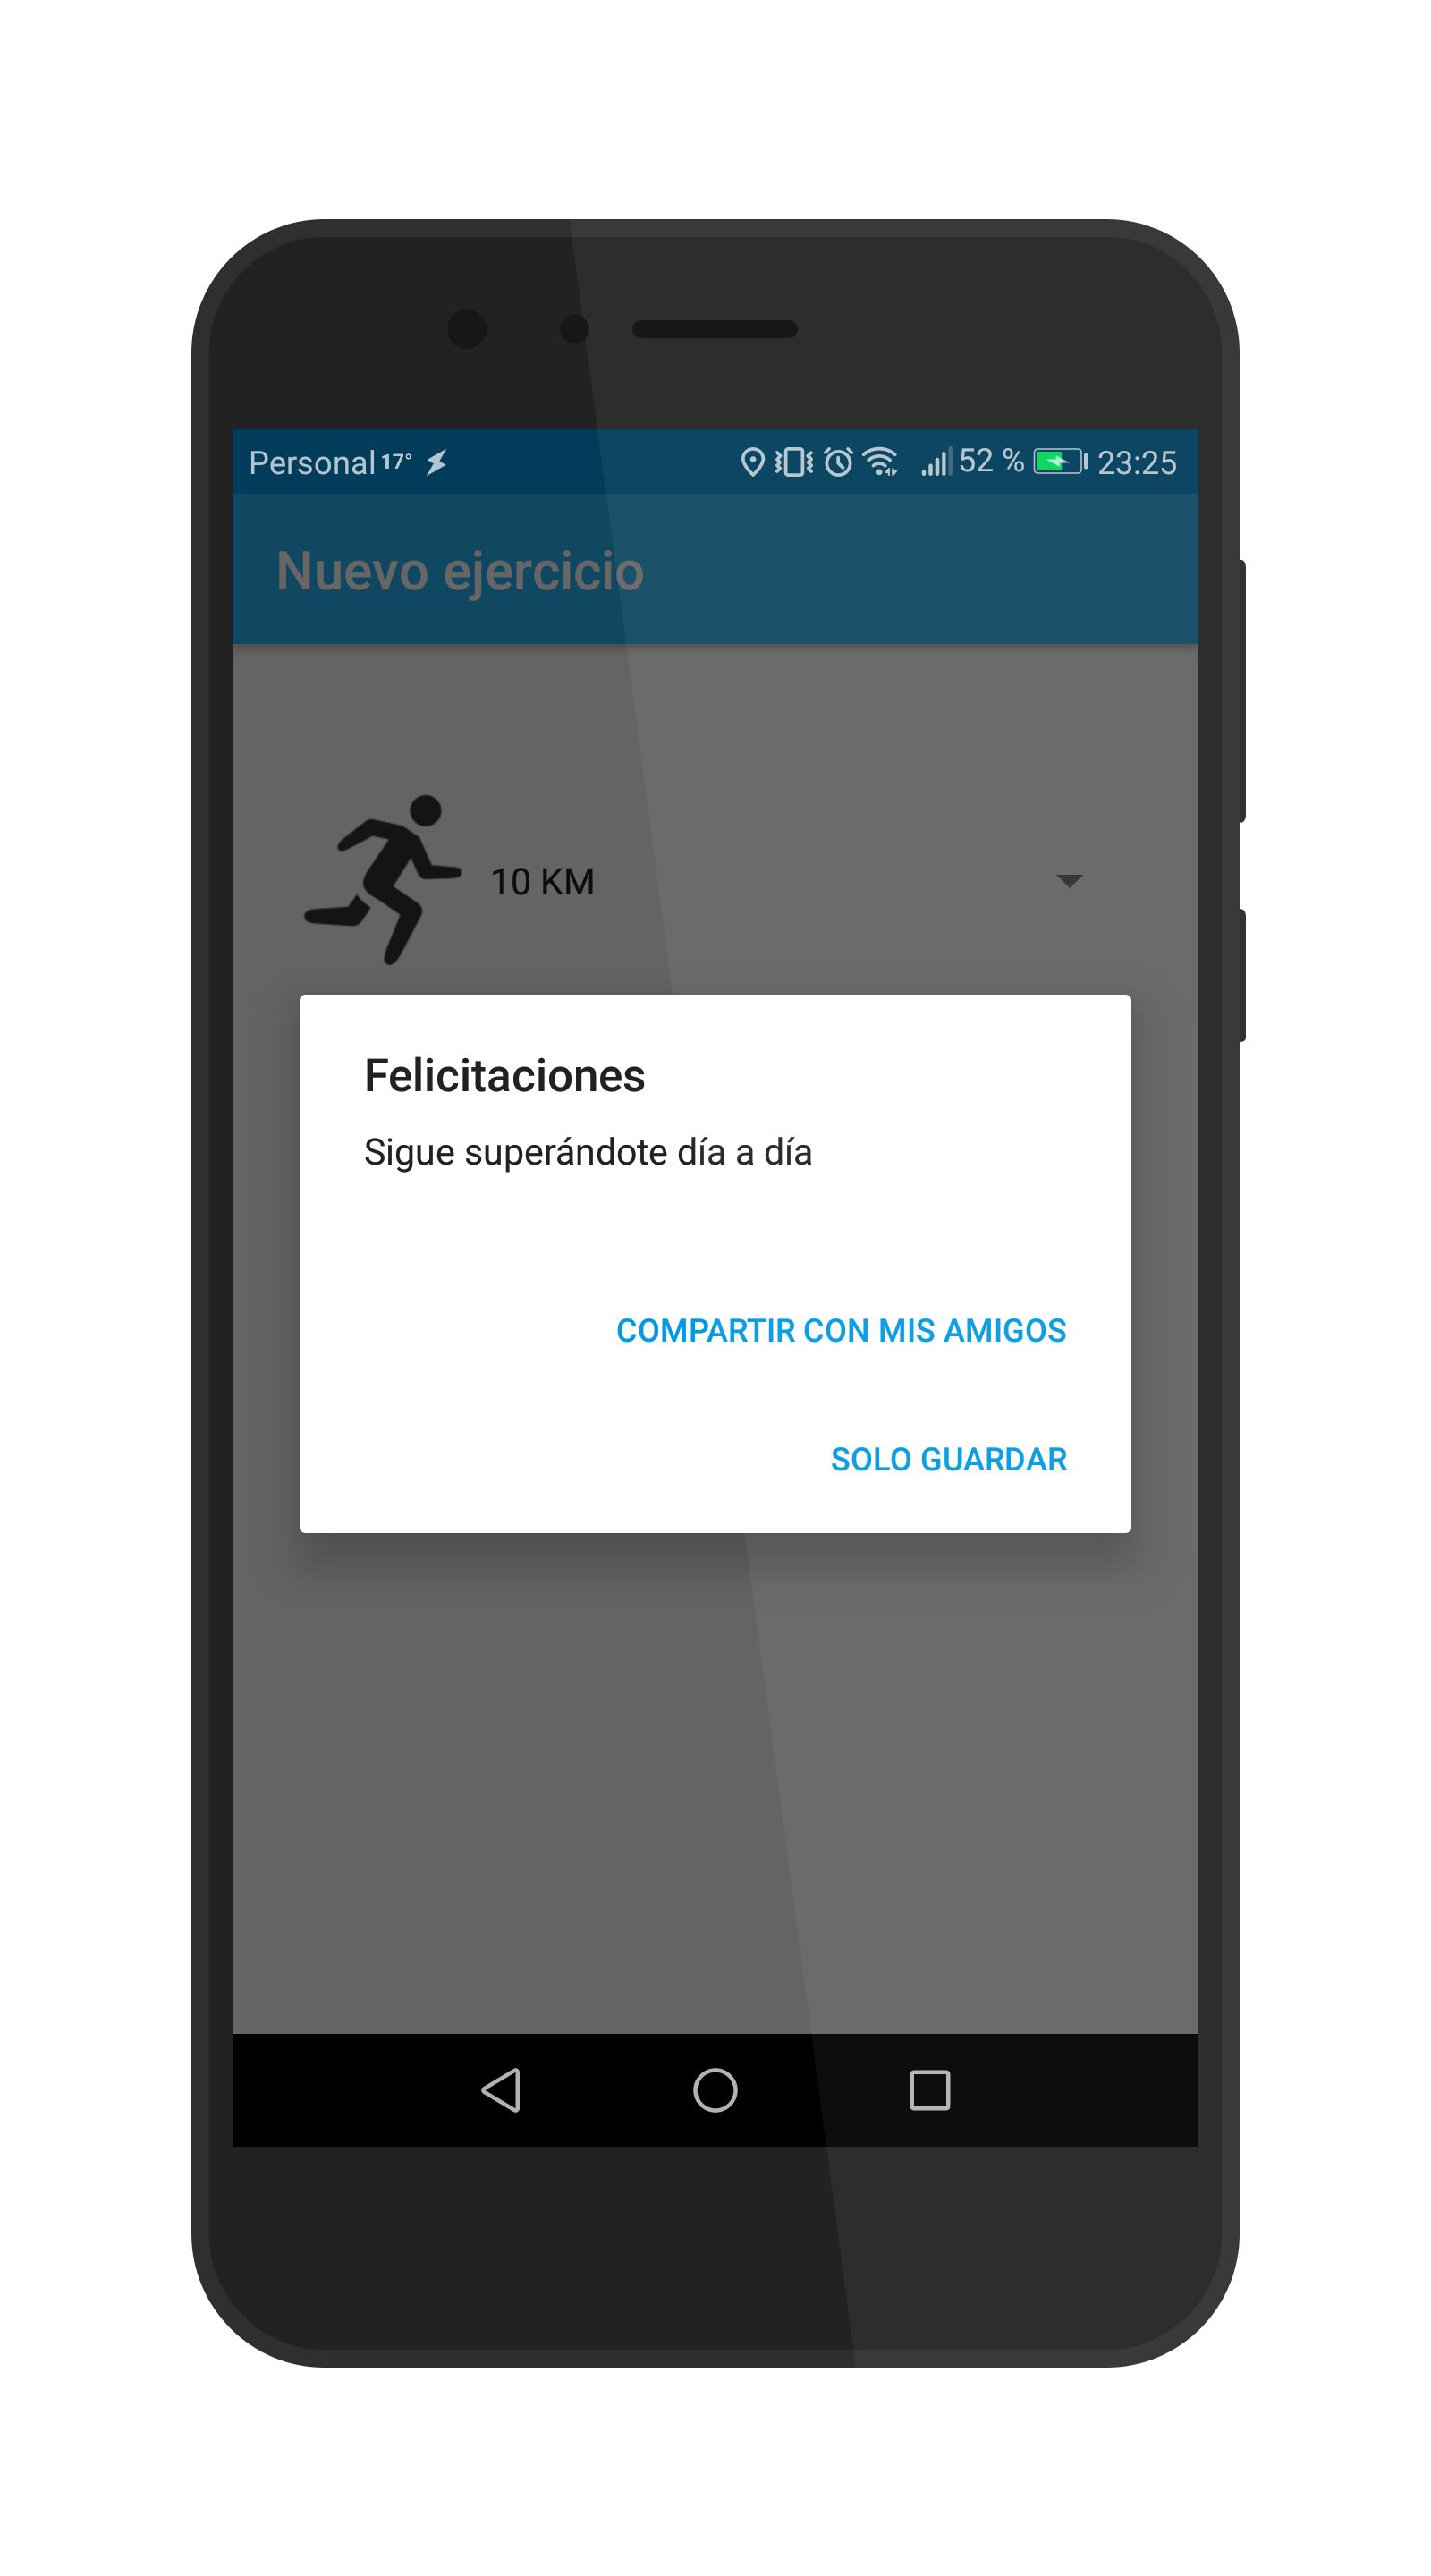 Personal 17° 52 % 23:25
Nuevo ejercicio
10 KM
Felicitaciones
Sigue superándote día a día
COMPARTIR CON MIS AMIGOS
SOLO GUARDAR